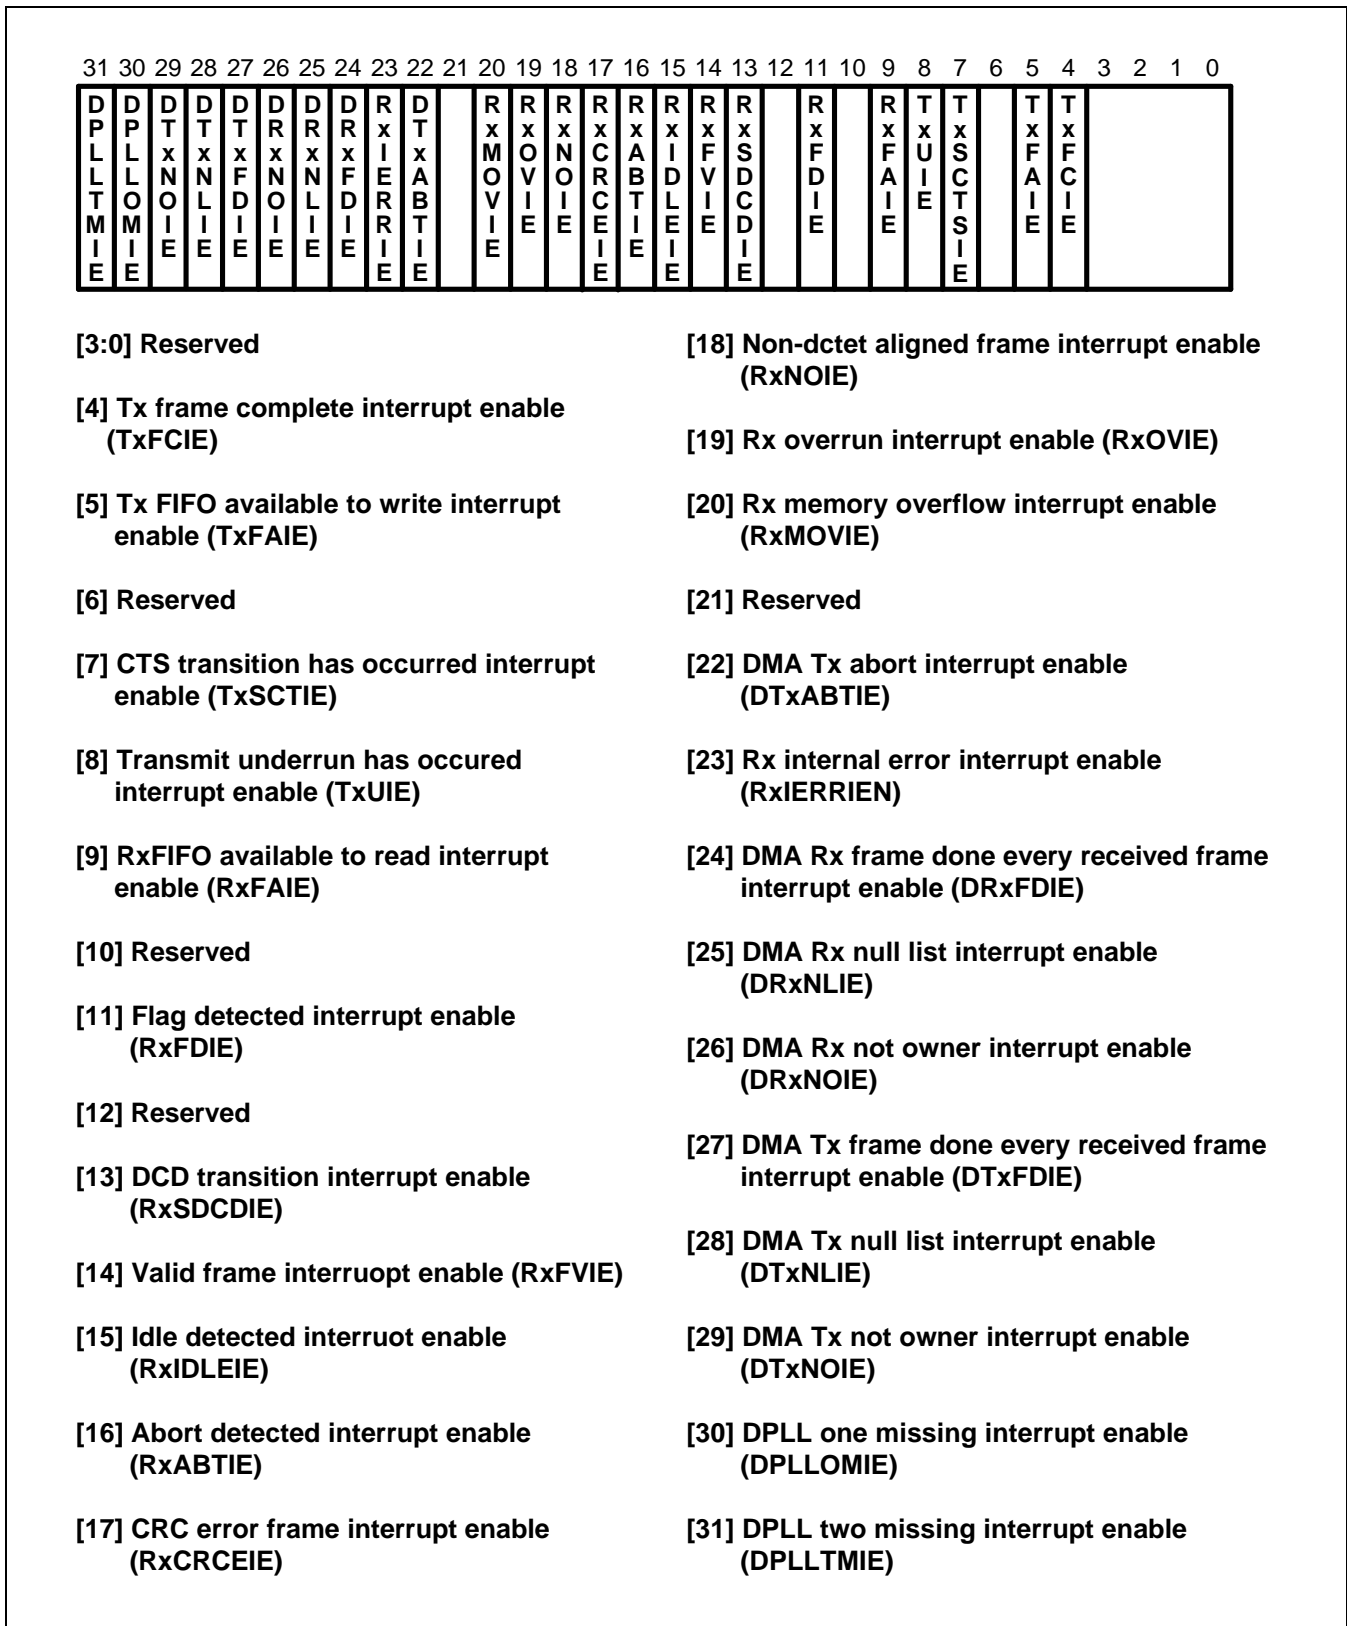 31 30 29 28 27 26 25 24 23 22 21 20 19 18 17 16 15 14 13 12 11 10 9 8 7 6 5 4 3 2 1 0
DPLLTMIE
DPLLOMIE
DTxNOIE
DTxNLIE
DTxFDIE
DRxNOIE
DRxNLIE
DRxFDIE
RxIERRIE
DTxABTIE
RxMOVIE
RxOVIE
RxNOIE
RxCRCEIE
RxABTIE
RxIDLEIE
RxFVIE
RxSDCDIE
RxFDIE
RxFAIE
TxUIE
TxSCTSIE
TxFAIE
TxFCIE
[3:0] Reserved
[4] Tx frame complete interrupt enable
(TxFCIE)
[5] Tx FIFO available to write interrupt
enable (TxFAIE)
[6] Reserved
[7] CTS transition has occurred interrupt
enable (TxSCTIE)
[8] Transmit underrun has occured
interrupt enable (TxUIE)
[9] RxFIFO available to read interrupt
enable (RxFAIE)
[10] Reserved
[11] Flag detected interrupt enable
(RxFDIE)
[12] Reserved
[13] DCD transition interrupt enable
(RxSDCDIE)
[14] Valid frame interruopt enable (RxFVIE)
[15] Idle detected interruot enable
(RxIDLEIE)
[16] Abort detected interrupt enable
(RxABTIE)
[17] CRC error frame interrupt enable
(RxCRCEIE)
[18] Non-dctet aligned frame interrupt enable
(RxNOIE)
[19] Rx overrun interrupt enable (RxOVIE)
[20] Rx memory overflow interrupt enable
(RxMOVIE)
[21] Reserved
[22] DMA Tx abort interrupt enable
(DTxABTIE)
[23] Rx internal error interrupt enable
(RxIERRIEN)
[24] DMA Rx frame done every received frame
interrupt enable (DRxFDIE)
[25] DMA Rx null list interrupt enable
(DRxNLIE)
[26] DMA Rx not owner interrupt enable
(DRxNOIE)
[27] DMA Tx frame done every received frame
interrupt enable (DTxFDIE)
[28] DMA Tx null list interrupt enable
(DTxNLIE)
[29] DMA Tx not owner interrupt enable
(DTxNOIE)
[30] DPLL one missing interrupt enable
(DPLLOMIE)
[31] DPLL two missing interrupt enable
(DPLLTMIE)